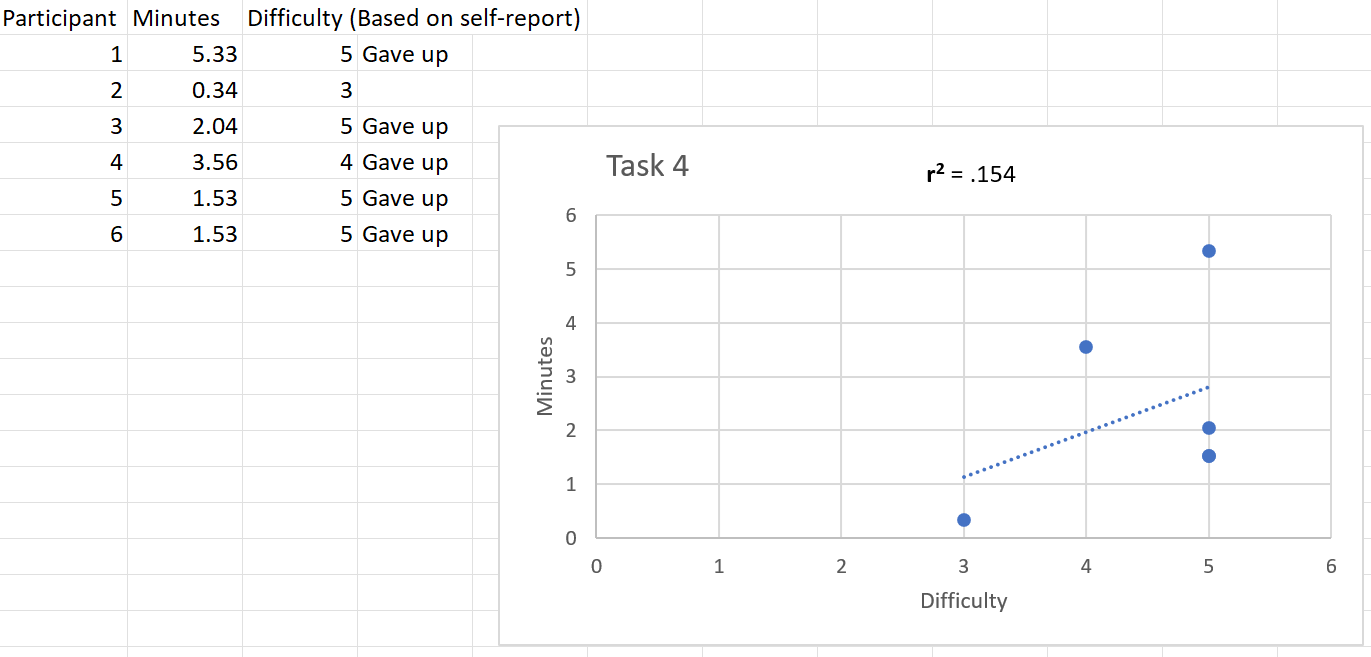 Participant Minutes Difficulty (Based on self-report)
1 5.33 5 Gave up
2 0.34 3
3 2.04 5 Gave up
4 3.56 4 Gave up
5 1.53 5 Gave up
6 1.53 5 Gave up
Task 4
r² = .154
6
5
4
3
2
1
0
Minutes
0 1 2 3 4 5 6
Difficulty